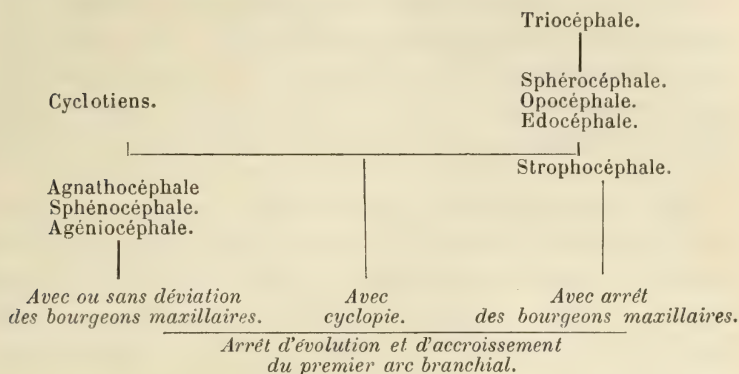 Triocéphale.
Cyclotiens.
Sphérocéphale.
Opocéphale.
Edocéphale.
Strophocéphale.
Agnathocéphale
Sphénocéphale.
Agéniocéphale.
Avec ou sans déviation
des bourgeons maxillaires.
Avec
cyclopie.
Avec arrêt
des bourgeons maxillaires.
Arrêt d'évolution et d'accroissement
du premier arc branchial.